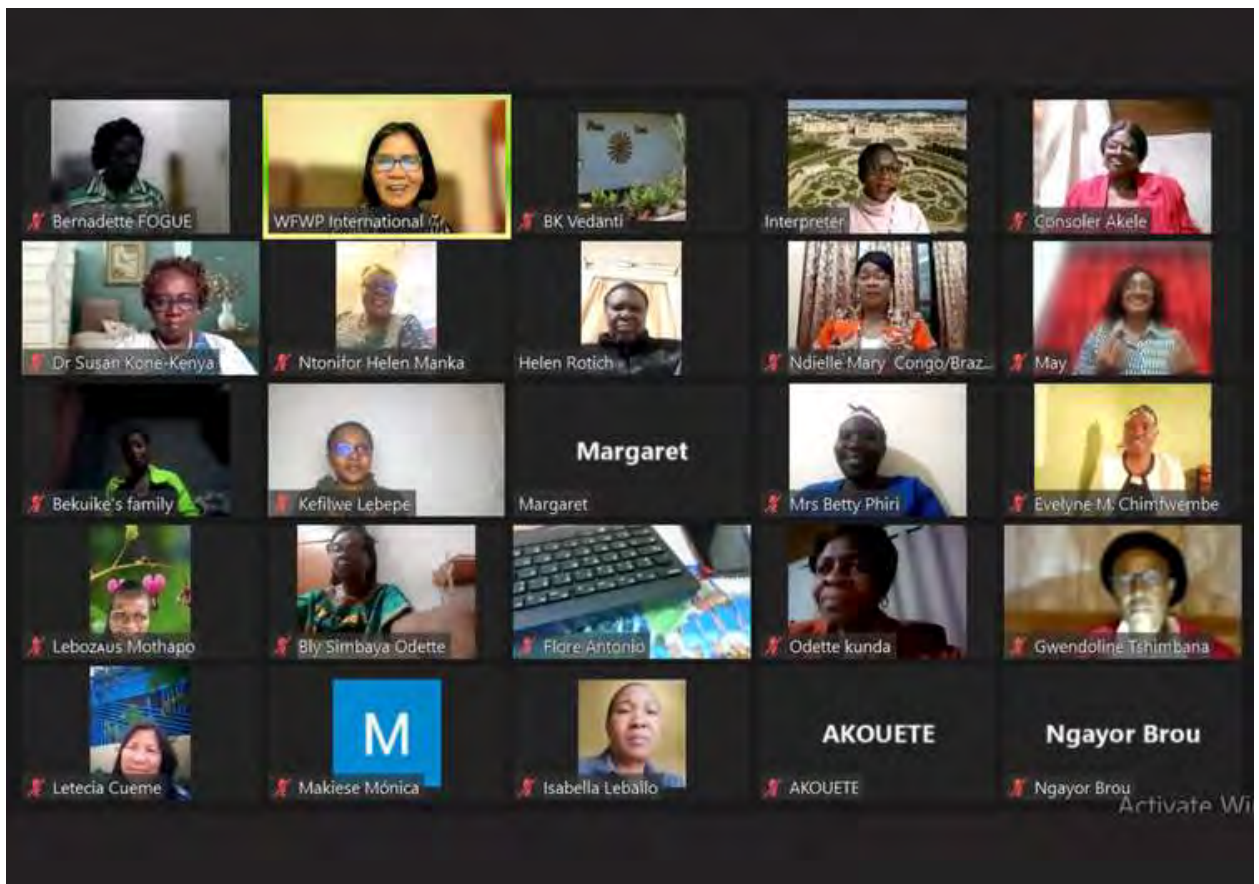 Bernadette FOGUE
WFWP International
BK Vedanti
Interpreter
Consoler Akele
Dr Susan Kone-Kenya
Ntonifor Helen Manka
Helen Rotich
Ndielle Mary Congo/Braz...
May
Bekuike's family
Kefilwe Lebepe
Margaret
Margaret
Mrs Betty Phiri
Evelyne M. Chimfwembe
LebozAus Mothapo
Bly Simbaya Odette
Flore Antonio
Odette kunda
Gwendoline Tshimbana
Letecia Cueme
M
Makiese Mónica
Isabella Leballo
AKOUETE
AKOUETE
Ngayor Brou
Ngayor Brou
Activate Wi